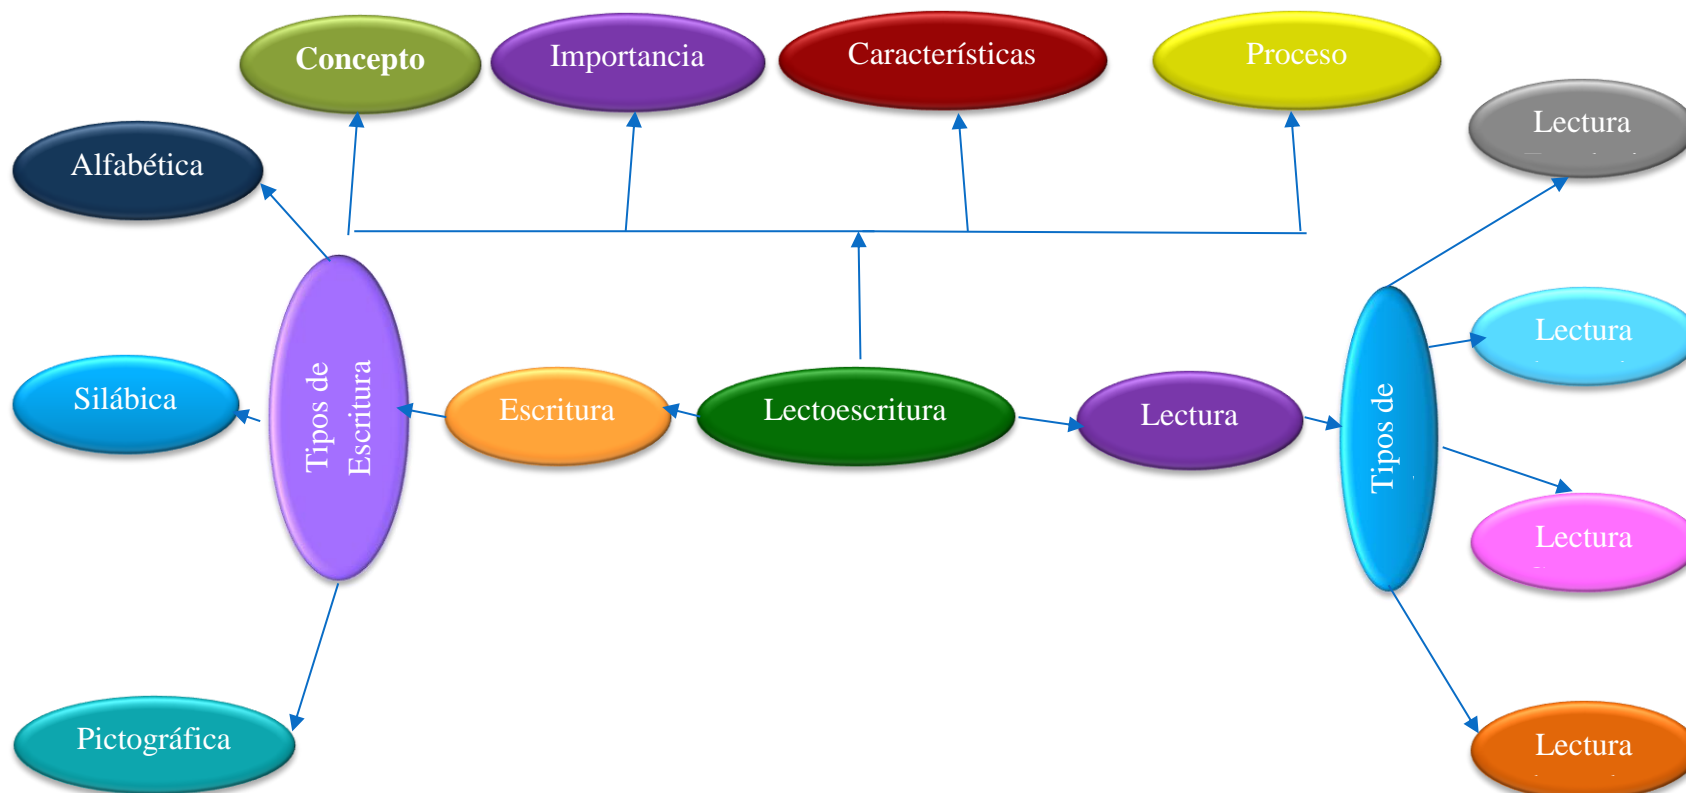 Concepto
Importancia
Características
Proceso
Lectura
Alfabética
Lectura
Silábica
Tipos de
Escritura
Escritura
Lectoescritura
Lectura
Tipos de
Lectura
Pictográfica
Lectura